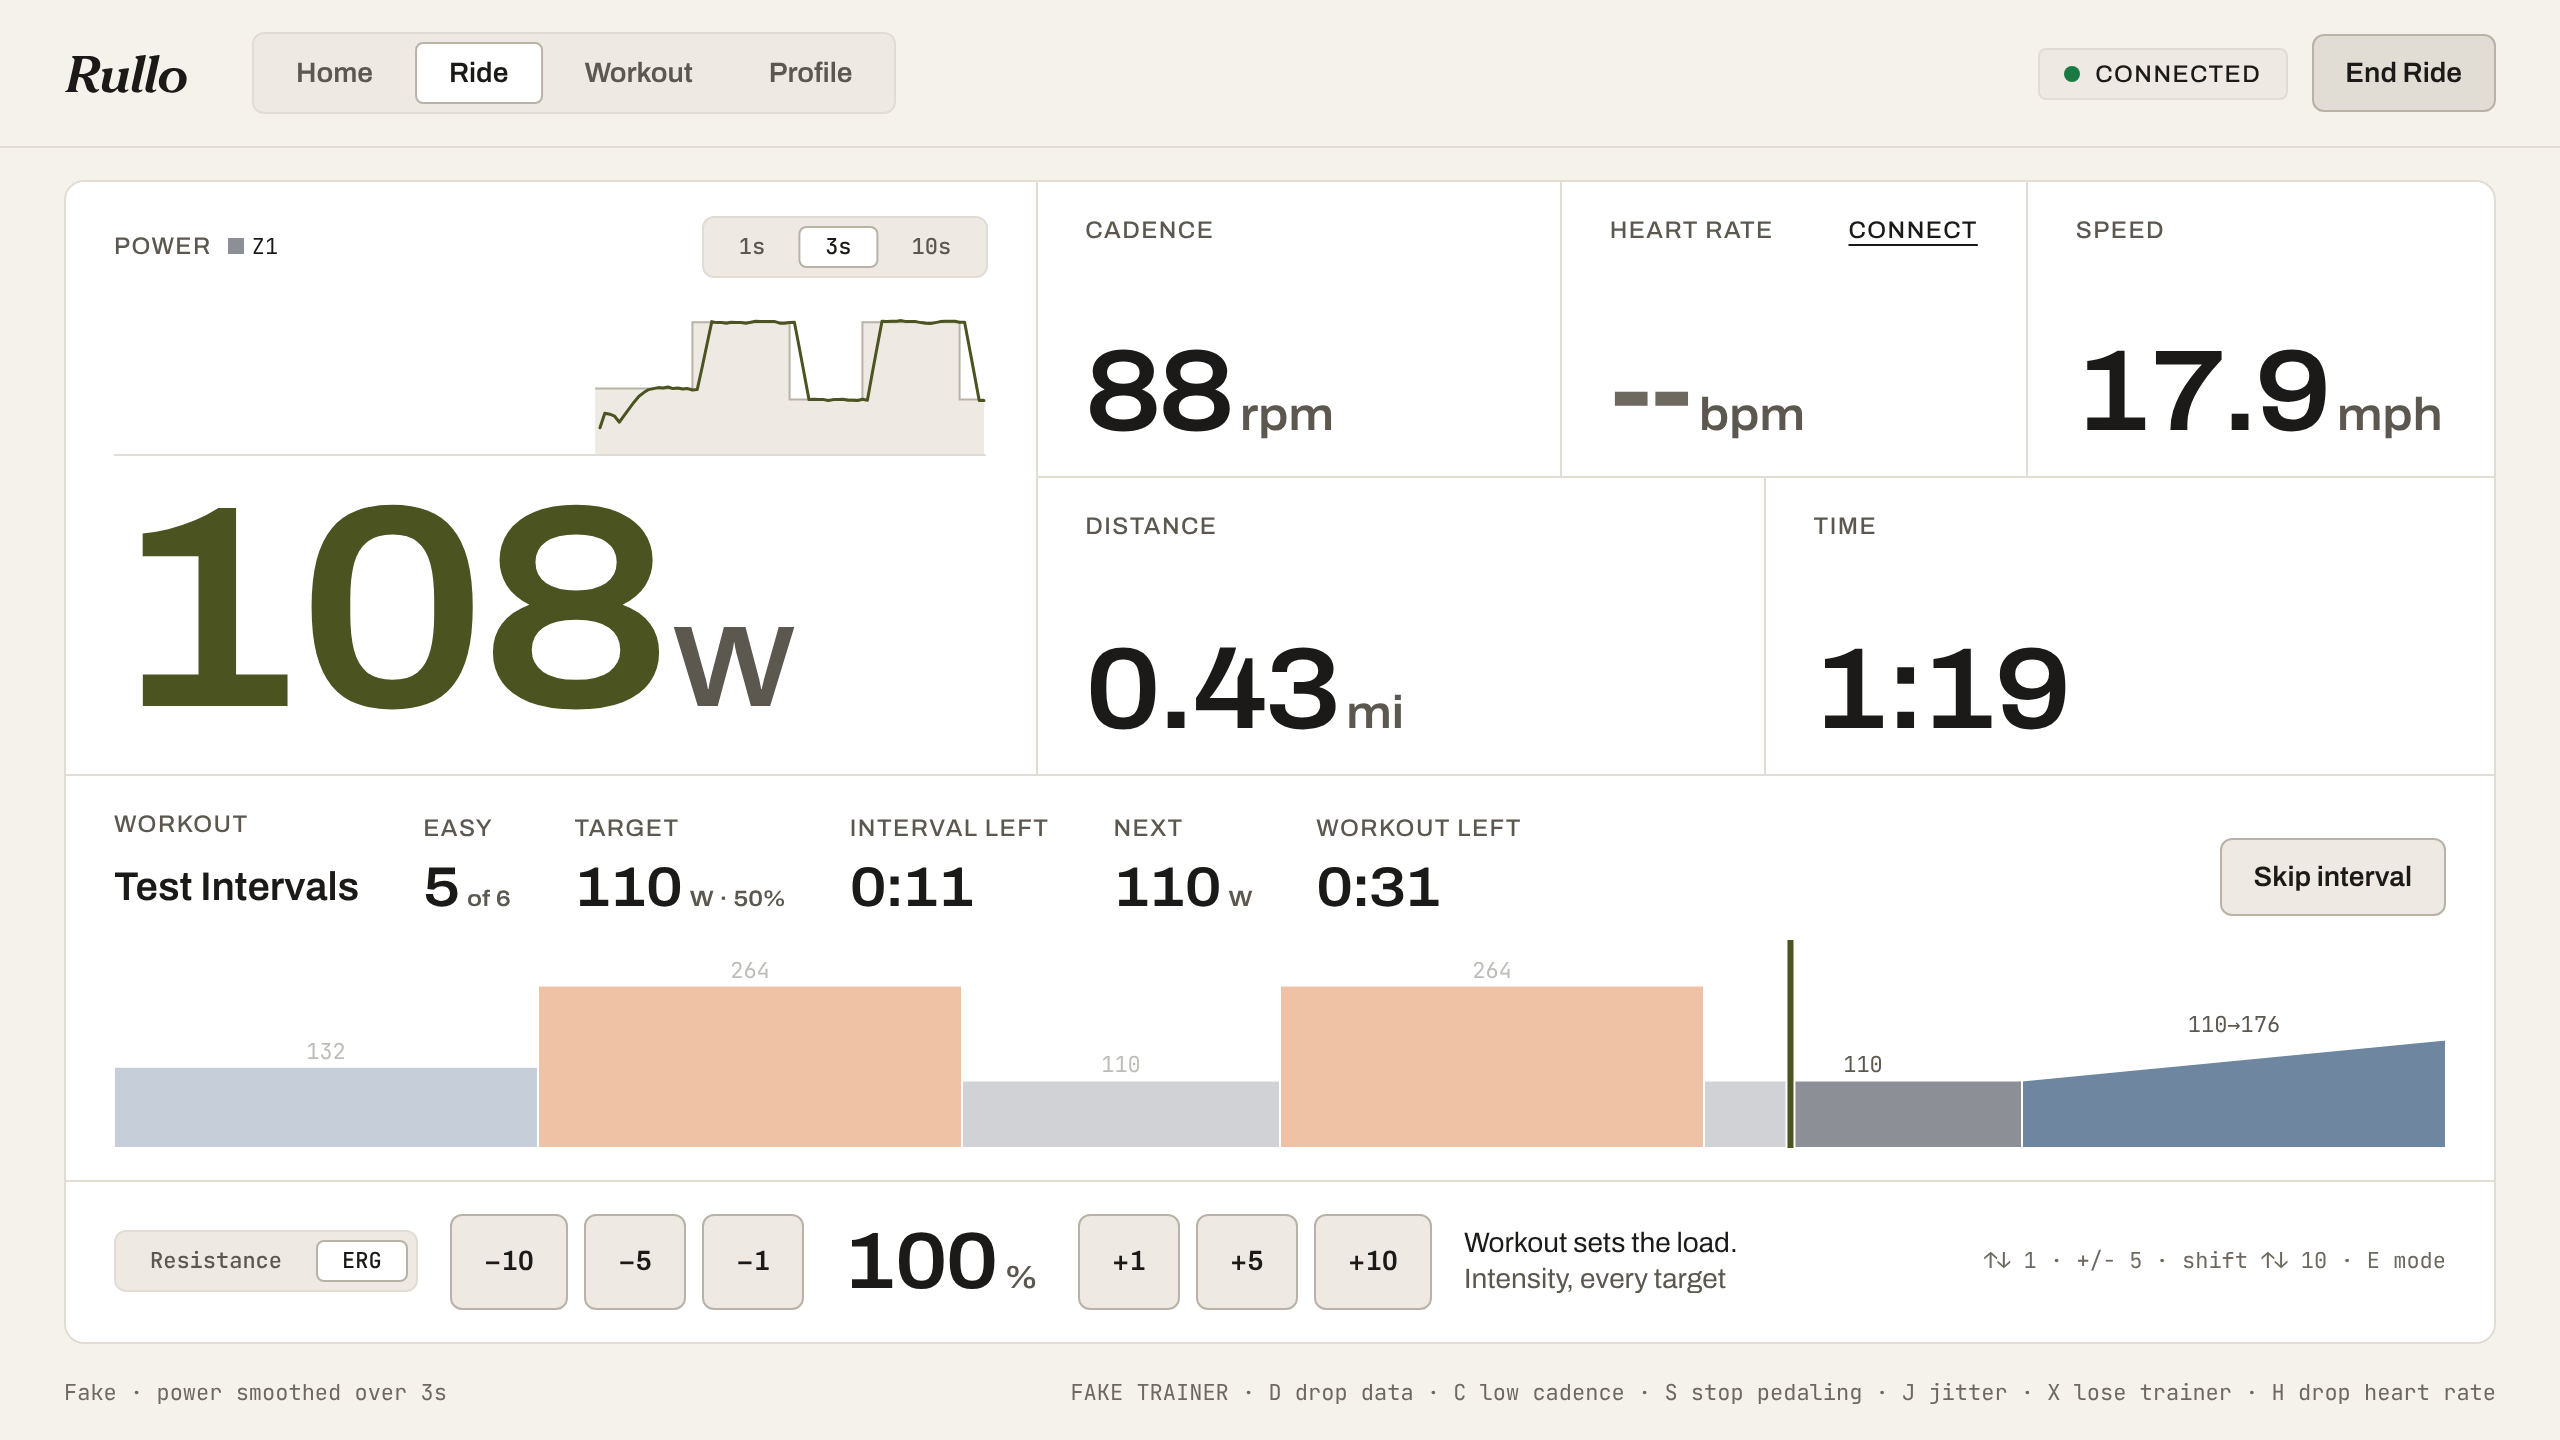 Rullo
Home
Ride
Workout
Profile
CONNECTED
End Ride
POWER
Z1
1s
3s
10s
108 W
CADENCE
88 rpm
HEART RATE
CONNECT
-- bpm
SPEED
17.9 mph
DISTANCE
0.43 mi
TIME
1:19
WORKOUT
Test Intervals
EASY
5 of 6
TARGET
110 W · 50%
INTERVAL LEFT
0:11
NEXT
110 W
WORKOUT LEFT
0:31
Skip interval
132
264
110
264
110
110→176
Resistance
ERG
−10
−5
−1
100 %
+1
+5
+10
Workout sets the load.
Intensity, every target
↑↓ 1 · +/- 5 · shift ↑↓ 10 · E mode
Fake · power smoothed over 3s
FAKE TRAINER · D drop data · C low cadence · S stop pedaling · J jitter · X lose trainer · H drop heart rate